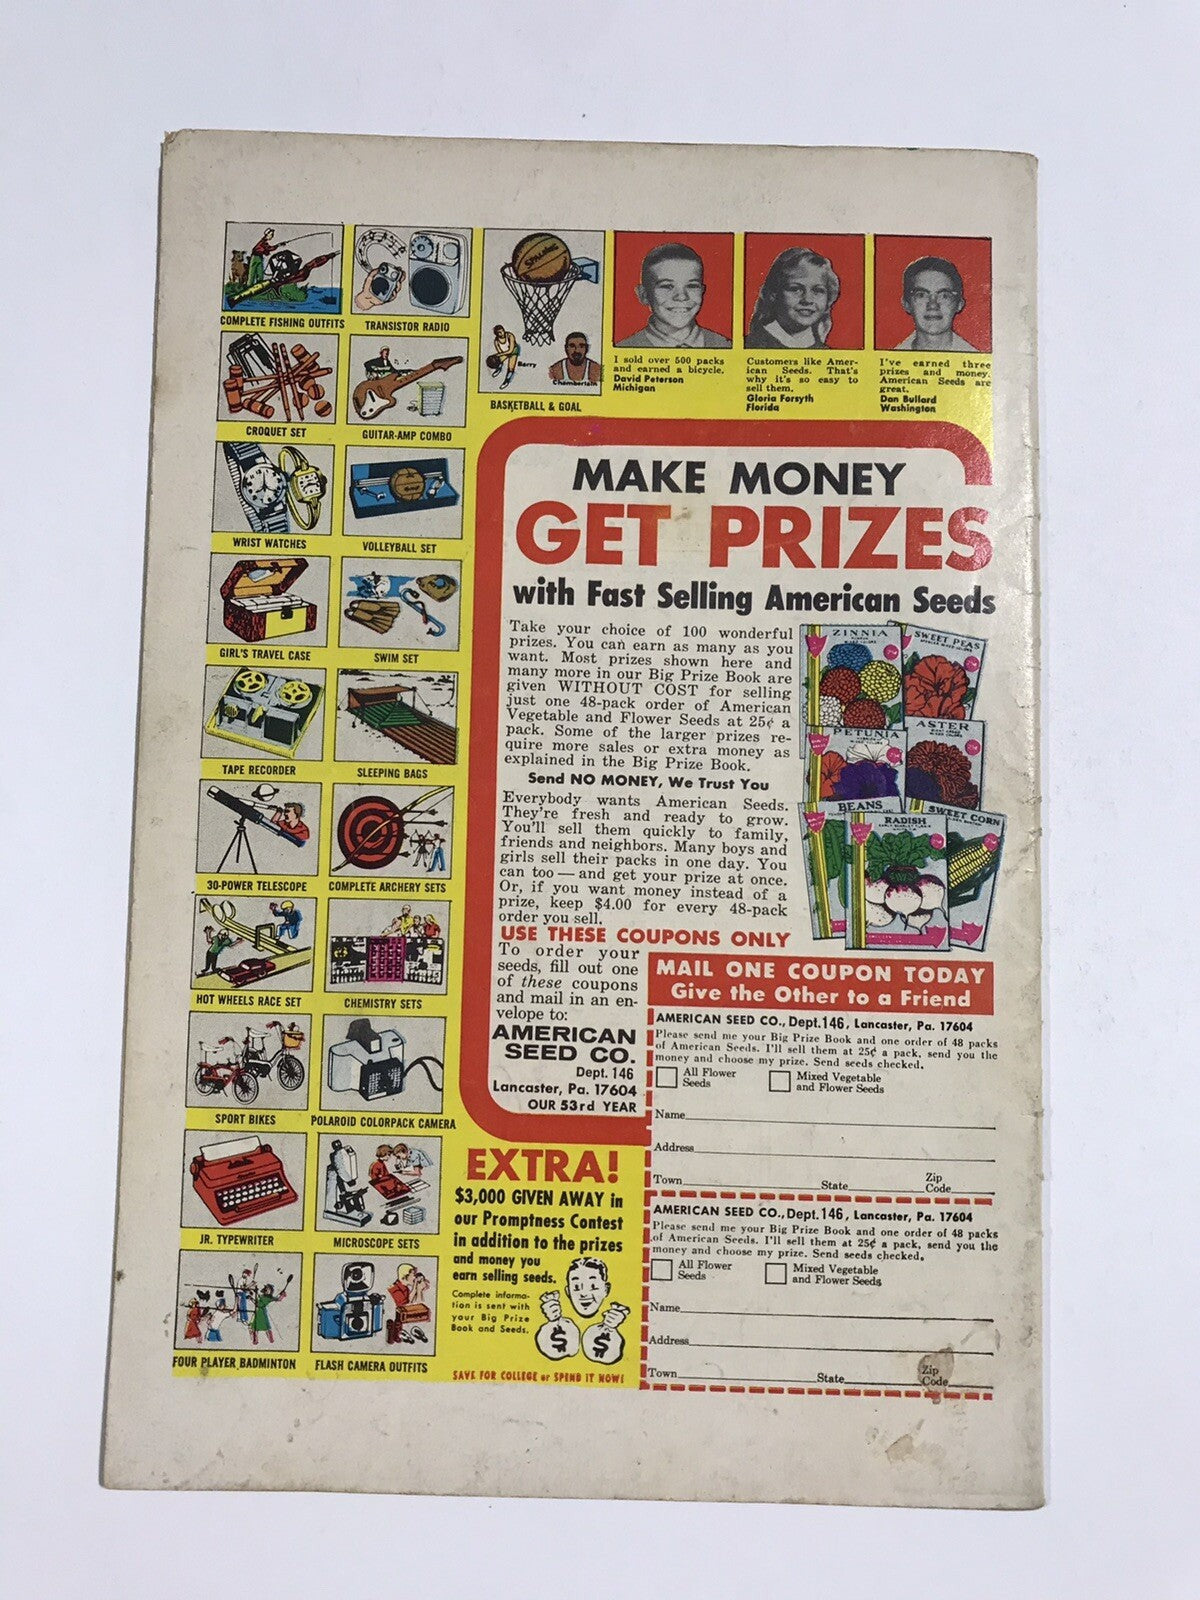 COMPLETE FISHING OUTFITS
TRANSISTOR RADIO
CROQUET SET
GUITAR-AMP COMBO
WRIST WATCHES
VOLLEYBALL SET
GIRL'S TRAVEL CASE
SWIM SET
TAPE RECORDER
SLEEPING BAGS
30-POWER TELESCOPE
COMPLETE ARCHERY SETS
HOT WHEELS RACE SET
CHEMISTRY SETS
SPORT BIKES
POLAROID COLORPACK CAMERA
JR. TYPEWRITER
MICROSCOPE SETS
FOUR PLAYER BADMINTON
FLASH CAMERA OUTFITS
SPALDING
Barry
Chamberlain
BASKETBALL & GOAL
I sold over 500 packs
and earned a bicycle.
David Peterson
Michigan
Customers like Amer-
ican Seeds. That's
why it's so easy to
sell them.
Gloria Forsyth
Florida
I've earned three
prizes and money.
American Seeds are
great.
Dan Bullard
Washington
MAKE MONEY
GET PRIZES
with Fast Selling American Seeds
Take your choice of 100 wonderful
prizes. You can earn as many as you
want. Most prizes shown here and
many more in our Big Prize Book are
given WITHOUT COST for selling
just one 48-pack order of American
Vegetable and Flower Seeds at 25¢ a
pack. Some of the larger prizes re-
quire more sales or extra money as
explained in the Big Prize Book.
Send NO MONEY, We Trust You
Everybody wants American Seeds.
They're fresh and ready to grow.
You'll sell them quickly to family,
friends and neighbors. Many boys and
girls sell their packs in one day. You
can too — and get your prize at once.
Or, if you want money instead of a
prize, keep $4.00 for every 48-pack
order you sell.
USE THESE COUPONS ONLY
To order your
seeds, fill out one
of these coupons
and mail in an en-
velope to:
AMERICAN
SEED CO.
Dept. 146
Lancaster, Pa. 17604
OUR 53rd YEAR
ZINNIA
SWEET PEAS
PETUNIA
ASTER
BEANS
RADISH
SWEET CORN
MAIL ONE COUPON TODAY
Give the Other to a Friend
AMERICAN SEED CO., Dept. 146, Lancaster, Pa. 17604
Please send me your Big Prize Book and one order of 48 packs
of American Seeds. I'll sell them at 25¢ a pack, send you the
money and choose my prize. Send seeds checked.
All Flower
Seeds
Mixed Vegetable
and Flower Seeds
Name
Address
Town State Zip
Code
AMERICAN SEED CO., Dept. 146, Lancaster, Pa. 17604
Please send me your Big Prize Book and one order of 48 packs
of American Seeds. I'll sell them at 25¢ a pack, send you the
money and choose my prize. Send seeds checked.
All Flower
Seeds
Mixed Vegetable
and Flower Seeds
Name
Address
Town State Zip
Code
EXTRA!
$3,000 GIVEN AWAY in
our Promptness Contest
in addition to the prizes
and money you
earn selling seeds.
Complete informa-
tion is sent with
your Big Prize
Book and Seeds.
$ $
SAVE FOR COLLEGE or SPEND IT NOW!